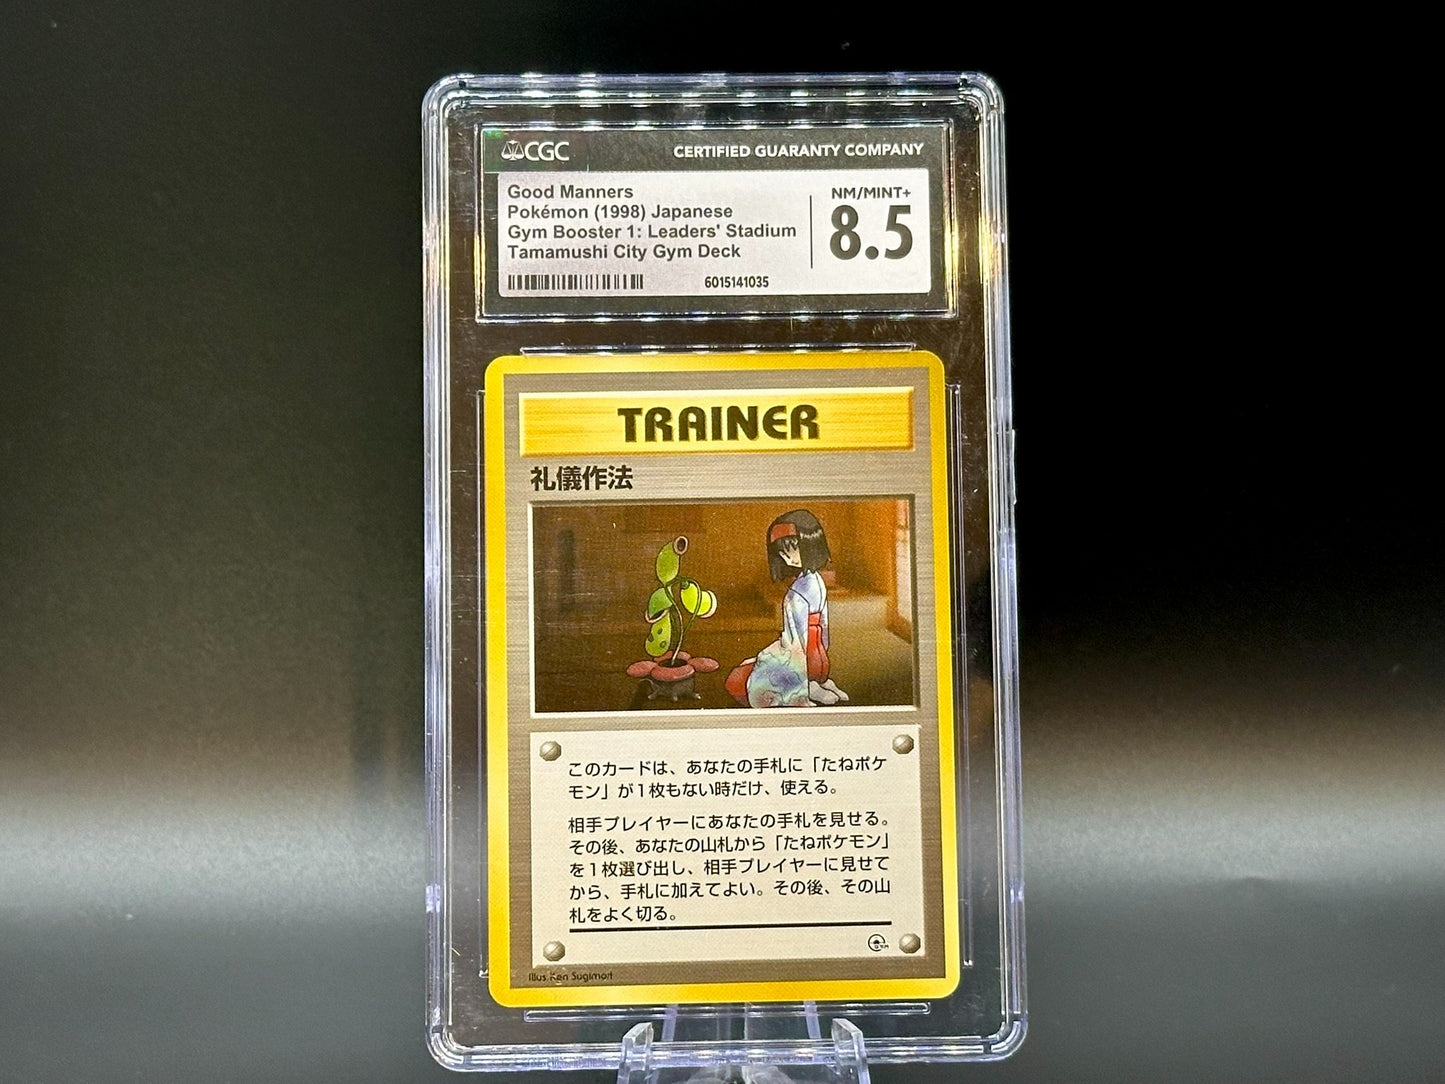 CGC CERTIFIED GUARANTY COMPANY
Good Manners
Pokémon (1998) Japanese
Gym Booster 1: Leaders' Stadium
Tamamushi City Gym Deck
NM/MINT+
8.5
6015141035
TRAINER
礼儀作法
このカードは、あなたの手札に「たねポケ
モン」が1枚もない時だけ、使える。
相手プレイヤーにあなたの手札を見せる。
その後、あなたの山札から「たねポケモン」
を1枚選び出し、相手プレイヤーに見せて
から、手札に加えてよい。その後、その山
札をよく切る。
GYM
Illus. Ken Sugimori